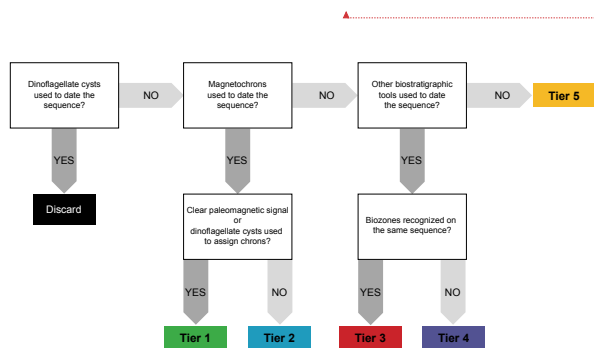 Dinoflagellate cysts
used to date the
sequence?
NO
Magnetochrons
used to date the
sequence?
NO
Other biostratigraphic
tools used to date
the sequence?
NO
Tier 5
YES
YES
YES
Discard
Clear paleomagnetic signal
or
dinoflagellate cysts used
to assign chrons?
Biozones recognized on
the same sequence?
YES
NO
YES
NO
Tier 1
Tier 2
Tier 3
Tier 4